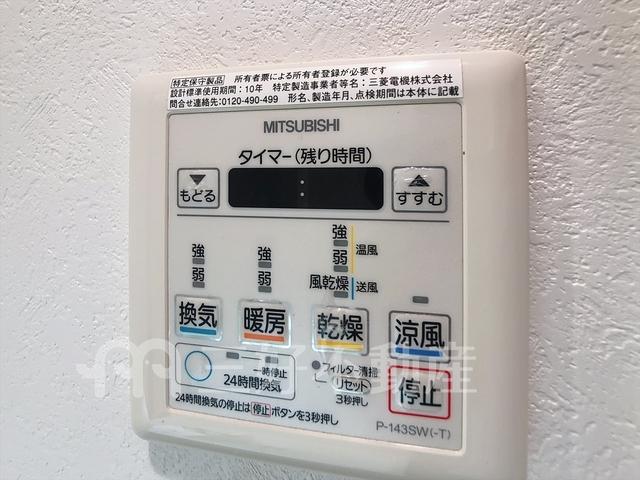 特定保守製品 所有者票による所有者登録が必要です
設計標準使用期間：10年 特定製造事業者等名：三菱電機株式会社
問合せ連絡先：0120-490-499 形名、製造年月、点検期間は本体に記載
MITSUBISHI
タイマー(残り時間)
もどる
:
すすむ
強
弱
強
弱
強
弱
温風
風乾燥
送風
換気
暖房
乾燥
涼風
一時停止
24時間換気
フィルター清掃
リセット
3秒押し
停止
24時間換気の停止は停止ボタンを3秒押し
P-143SW(-T)
三好不動産